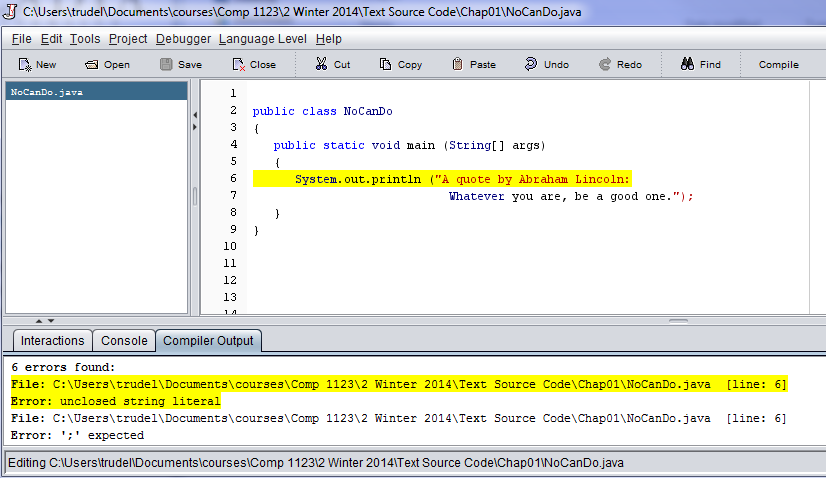 C:\Users\trudel\Documents\courses\Comp 1123\2 Winter 2014\Text Source Code\Chap01\NoCanDo.java
File Edit Tools Project Debugger Language Level Help
New Open Save Close Cut Copy Paste Undo Redo Find Compile
NoCanDo.java
1
2 public class NoCanDo
3 {
4 public static void main (String[] args)
5 {
6 System.out.println ("A quote by Abraham Lincoln:
7 Whatever you are, be a good one.");
8 }
9 }
10
11
12
13
14
Interactions Console Compiler Output
6 errors found:
File: C:\Users\trudel\Documents\courses\Comp 1123\2 Winter 2014\Text Source Code\Chap01\NoCanDo.java [line: 6]
Error: unclosed string literal
File: C:\Users\trudel\Documents\courses\Comp 1123\2 Winter 2014\Text Source Code\Chap01\NoCanDo.java [line: 6]
Error: ';' expected
Editing C:\Users\trudel\Documents\courses\Comp 1123\2 Winter 2014\Text Source Code\Chap01\NoCanDo.java